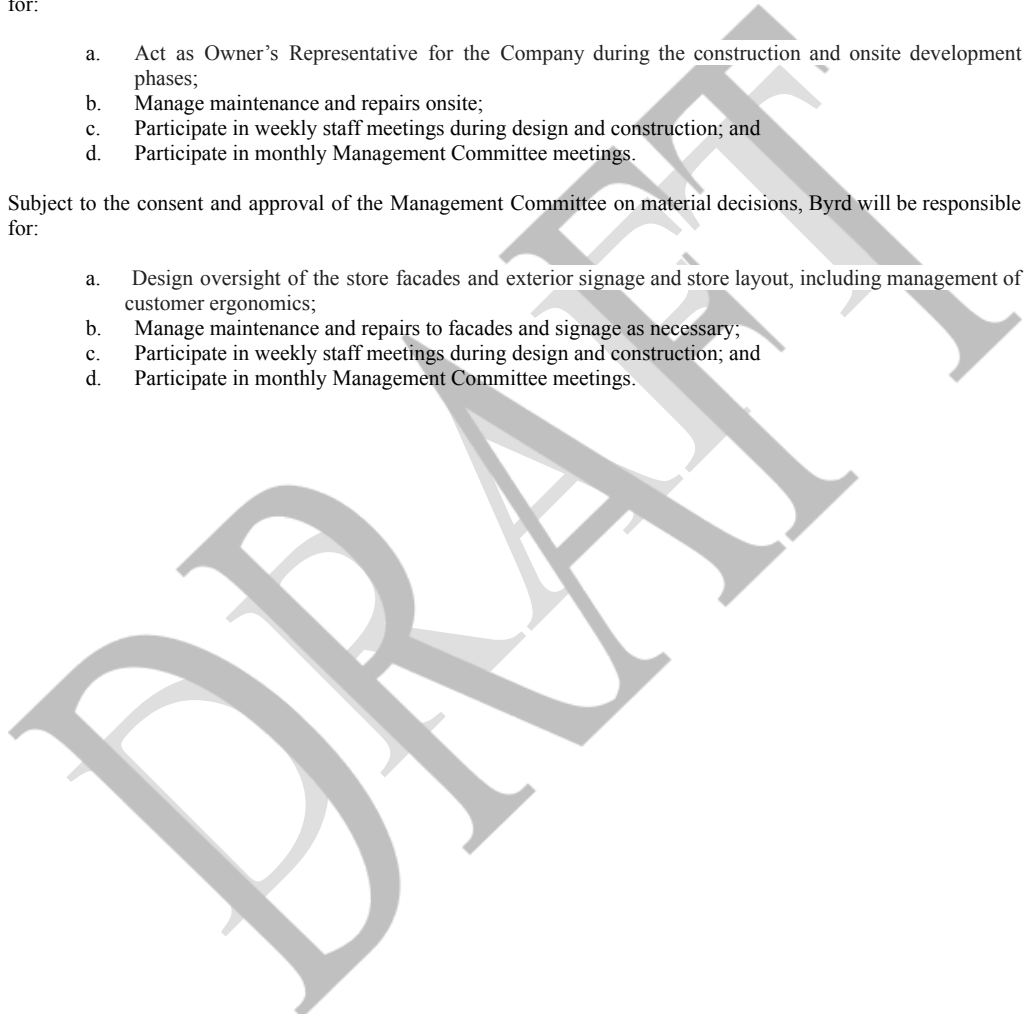 for:
a. Act as Owner’s Representative for the Company during the construction and onsite development
phases;
b. Manage maintenance and repairs onsite;
c. Participate in weekly staff meetings during design and construction; and
d. Participate in monthly Management Committee meetings.
Subject to the consent and approval of the Management Committee on material decisions, Byrd will be responsible
for:
a. Design oversight of the store facades and exterior signage and store layout, including management of
customer ergonomics;
b. Manage maintenance and repairs to facades and signage as necessary;
c. Participate in weekly staff meetings during design and construction; and
d. Participate in monthly Management Committee meetings.
DRAFT